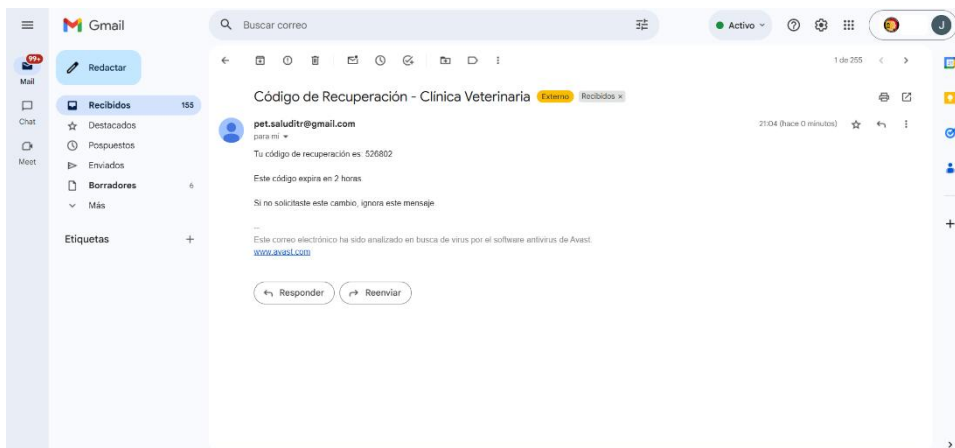 Gmail
Buscar correo
Activo
J
99+
Mail
Chat
Meet
Redactar
Recibidos 155
Destacados
Pospuestos
Enviados
Borradores 6
Más
Etiquetas
1 de 255
Código de Recuperación - Clínica Veterinaria Externo Recibidos ×
pet.saluditr@gmail.com
21:04 (hace 0 minutos)
para mí
Tu código de recuperación es: 526802
Este código expira en 2 horas
Si no solicitaste este cambio, ignora este mensaje
--
Este correo electrónico ha sido analizado en busca de virus por el software antivirus de Avast.
www.avast.com
Responder
Reenviar